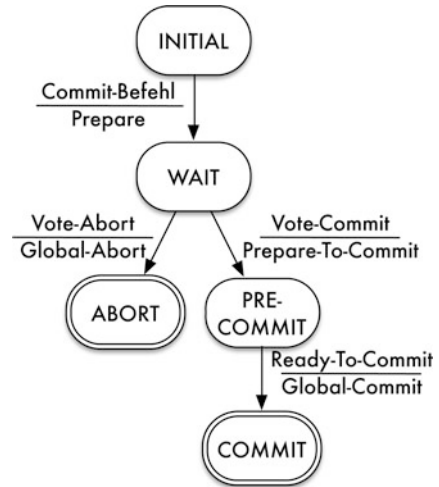 INITIAL
Commit-Befehl
Prepare
WAIT
Vote-Abort
Global-Abort
Vote-Commit
Prepare-To-Commit
ABORT
PRE-
COMMIT
Ready-To-Commit
Global-Commit
COMMIT